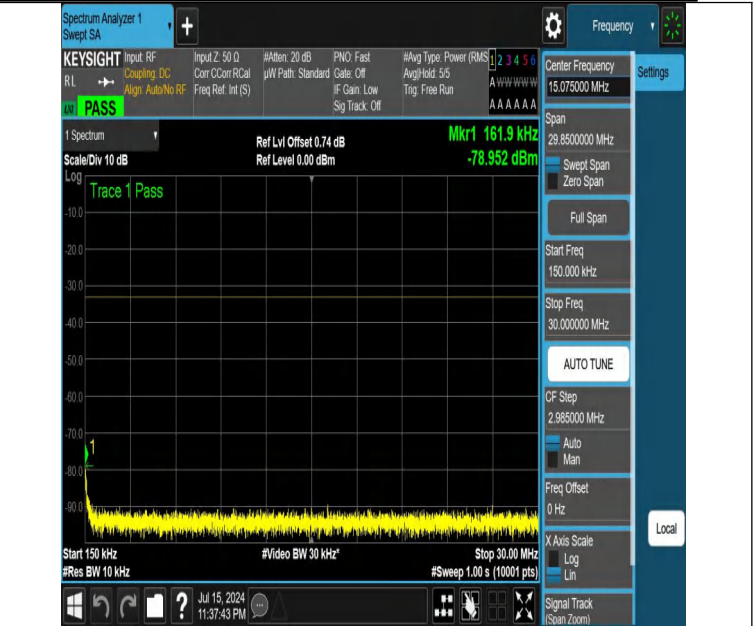 Spectrum Analyzer 1
Swept SA
+
Frequency
KEYSIGHT
RL
PASS
Input: RF
Coupling: DC
Align: Auto/No RF
Input Z: 50 Ω
Corr CCorr RCal
Freq Ref: Int (S)
#Atten: 20 dB
µW Path: Standard
PNO: Fast
Gate: Off
IF Gain: Low
Sig Track: Off
#Avg Type: Power (RMS
Avg|Hold: 5/5
Trig: Free Run
1 2 3 4 5 6
A W W W W W
A A A A A A
1 Spectrum
Scale/Div 10 dB
Ref Lvl Offset 0.74 dB
Ref Level 0.00 dBm
Mkr1 161.9 kHz
-78.952 dBm
Log
Trace 1 Pass
-10.0
-20.0
-30.0
-40.0
-50.0
-60.0
-70.0
-80.0
-90.0
1
Start 150 kHz
#Res BW 10 kHz
#Video BW 30 kHz*
Stop 30.00 MHz
#Sweep 1.00 s (10001 pts)
?
Jul 15, 2024
11:37:43 PM
Center Frequency
15.075000 MHz
Settings
Span
29.8500000 MHz
Swept Span
Zero Span
Full Span
Start Freq
150.000 kHz
Stop Freq
30.000000 MHz
AUTO TUNE
CF Step
2.985000 MHz
Auto
Man
Freq Offset
0 Hz
Local
X Axis Scale
Log
Lin
Signal Track
(Span Zoom)